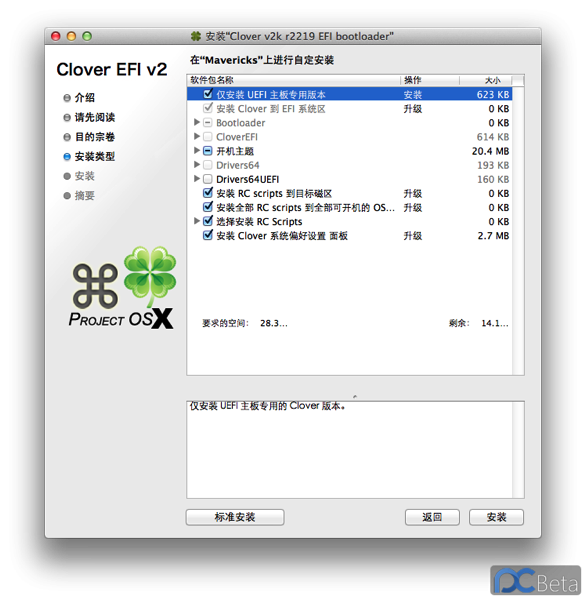 安装“Clover v2k r2219 EFI bootloader”
Clover EFI v2
介绍
请先阅读
目的宗卷
安装类型
安装
摘要
PROJECT OSX
在“Mavericks”上进行自定安装
软件包名称 操作 大小
仅安装 UEFI 主板专用版本 安装 623 KB
安装 Clover 到 EFI 系统区 升级 0 KB
Bootloader 0 KB
CloverEFI 614 KB
开机主题 20.4 MB
Drivers64 193 KB
Drivers64UEFI 160 KB
安装 RC scripts 到目标磁区 升级 0 KB
安装全部 RC scripts 到全部可开机的 OS... 升级 0 KB
选择安装 RC Scripts 0 KB
安装 Clover 系统偏好设置 面板 升级 2.7 MB
要求的空间: 28.3... 剩余: 14.1...
仅安装 UEFI 主板专用的 Clover 版本。
标准安装 返回 安装
PCBeta